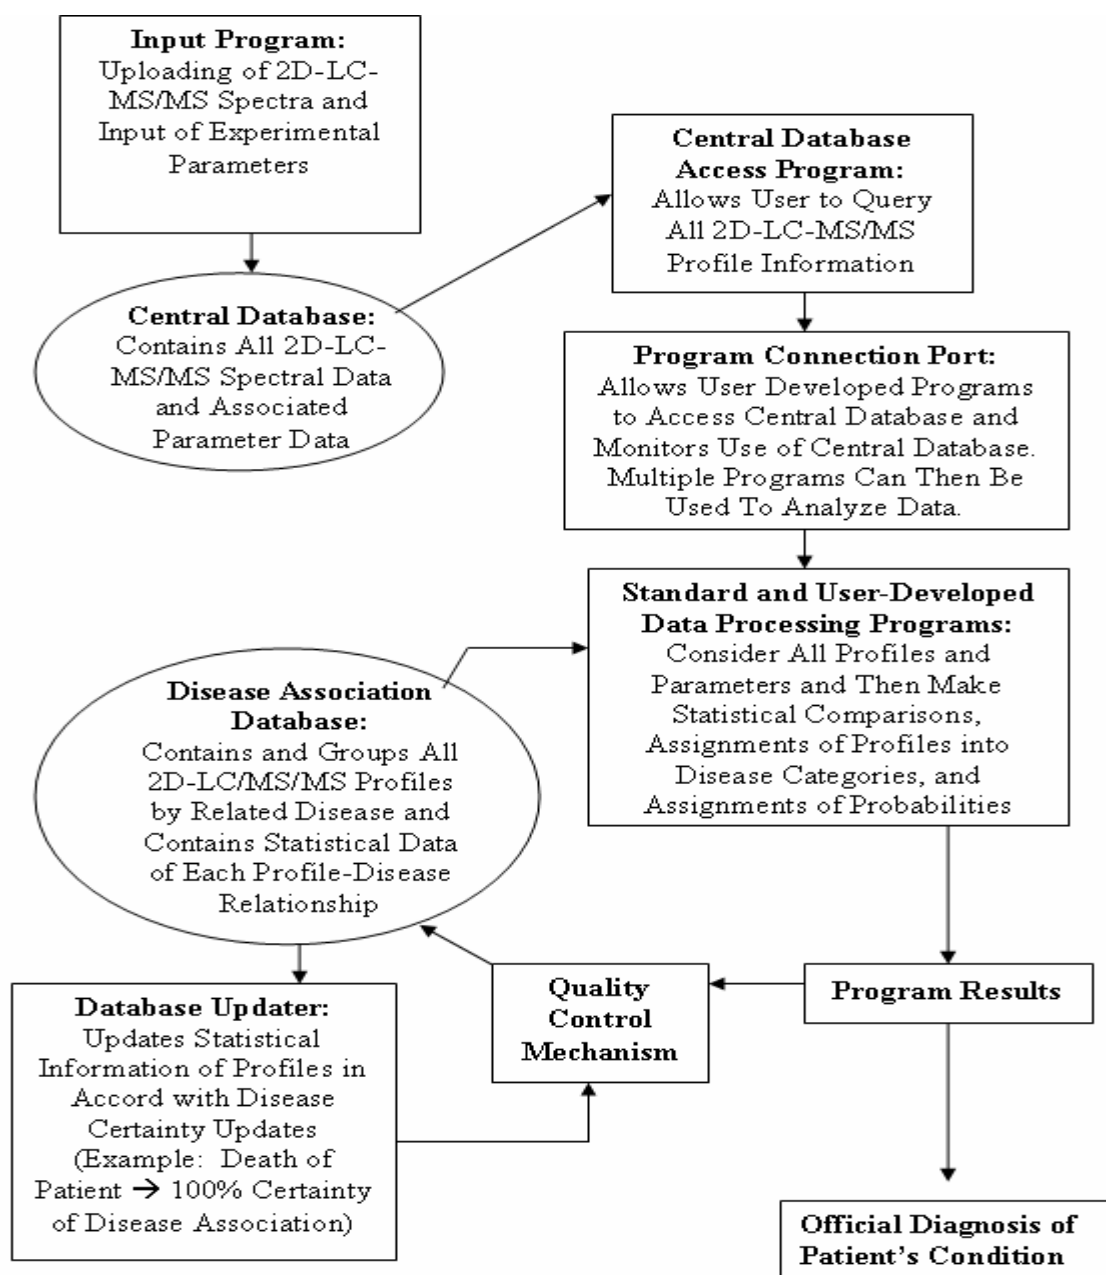 Input Program:
Uploading of 2D-LC-
MS/MS Spectra and
Input of Experimental
Parameters
Central Database:
Contains All 2D-LC-
MS/MS Spectral Data
and Associated
Parameter Data
Central Database
Access Program:
Allows User to Query
All 2D-LC-MS/MS
Profile Information
Program Connection Port:
Allows User Developed Programs
to Access Central Database and
Monitors Use of Central Database.
Multiple Programs Can Then Be
Used To Analyze Data.
Standard and User-Developed
Data Processing Programs:
Consider All Profiles and
Parameters and Then Make
Statistical Comparisons,
Assignments of Profiles into
Disease Categories, and
Assignments of Probabilities
Disease Association
Database:
Contains and Groups All
2D-LC/MS/MS Profiles
by Related Disease and
Contains Statistical Data
of Each Profile-Disease
Relationship
Database Updater:
Updates Statistical
Information of Profiles in
Accord with Disease
Certainty Updates
(Example: Death of
Patient → 100% Certainty
of Disease Association)
Quality
Control
Mechanism
Program Results
Official Diagnosis of
Patient's Condition